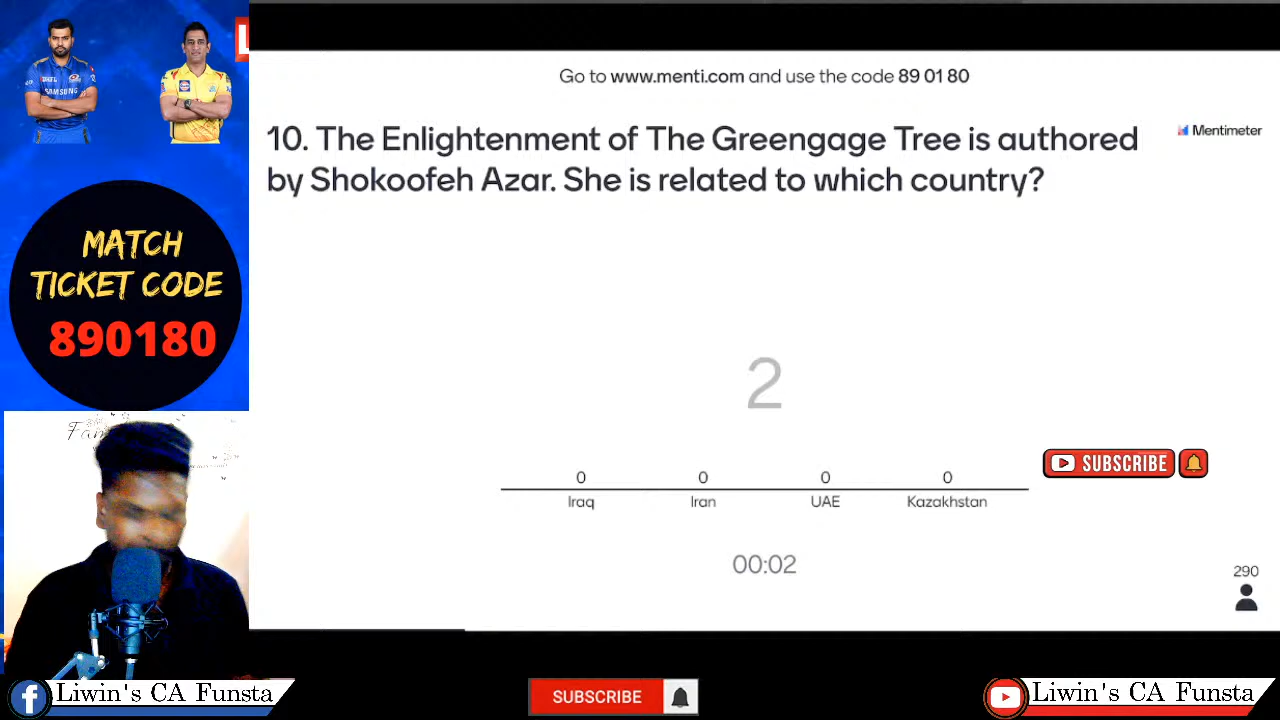 L
SAMSUNG
MATCH
TICKET CODE
890180
Fam
Go to www.menti.com and use the code 89 01 80
Mentimeter
10. The Enlightenment of The Greengage Tree is authored
by Shokoofeh Azar. She is related to which country?
2
0 0 0 0
Iraq Iran UAE Kazakhstan
00:02
SUBSCRIBE
290
Liwin's CA Funsta
SUBSCRIBE
Liwin's CA Funsta